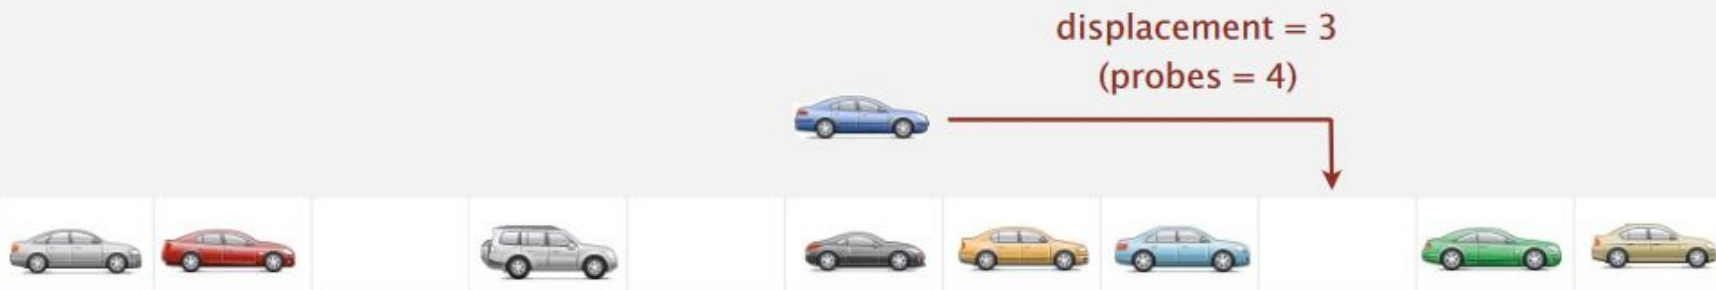 displacement = 3
(probes = 4)